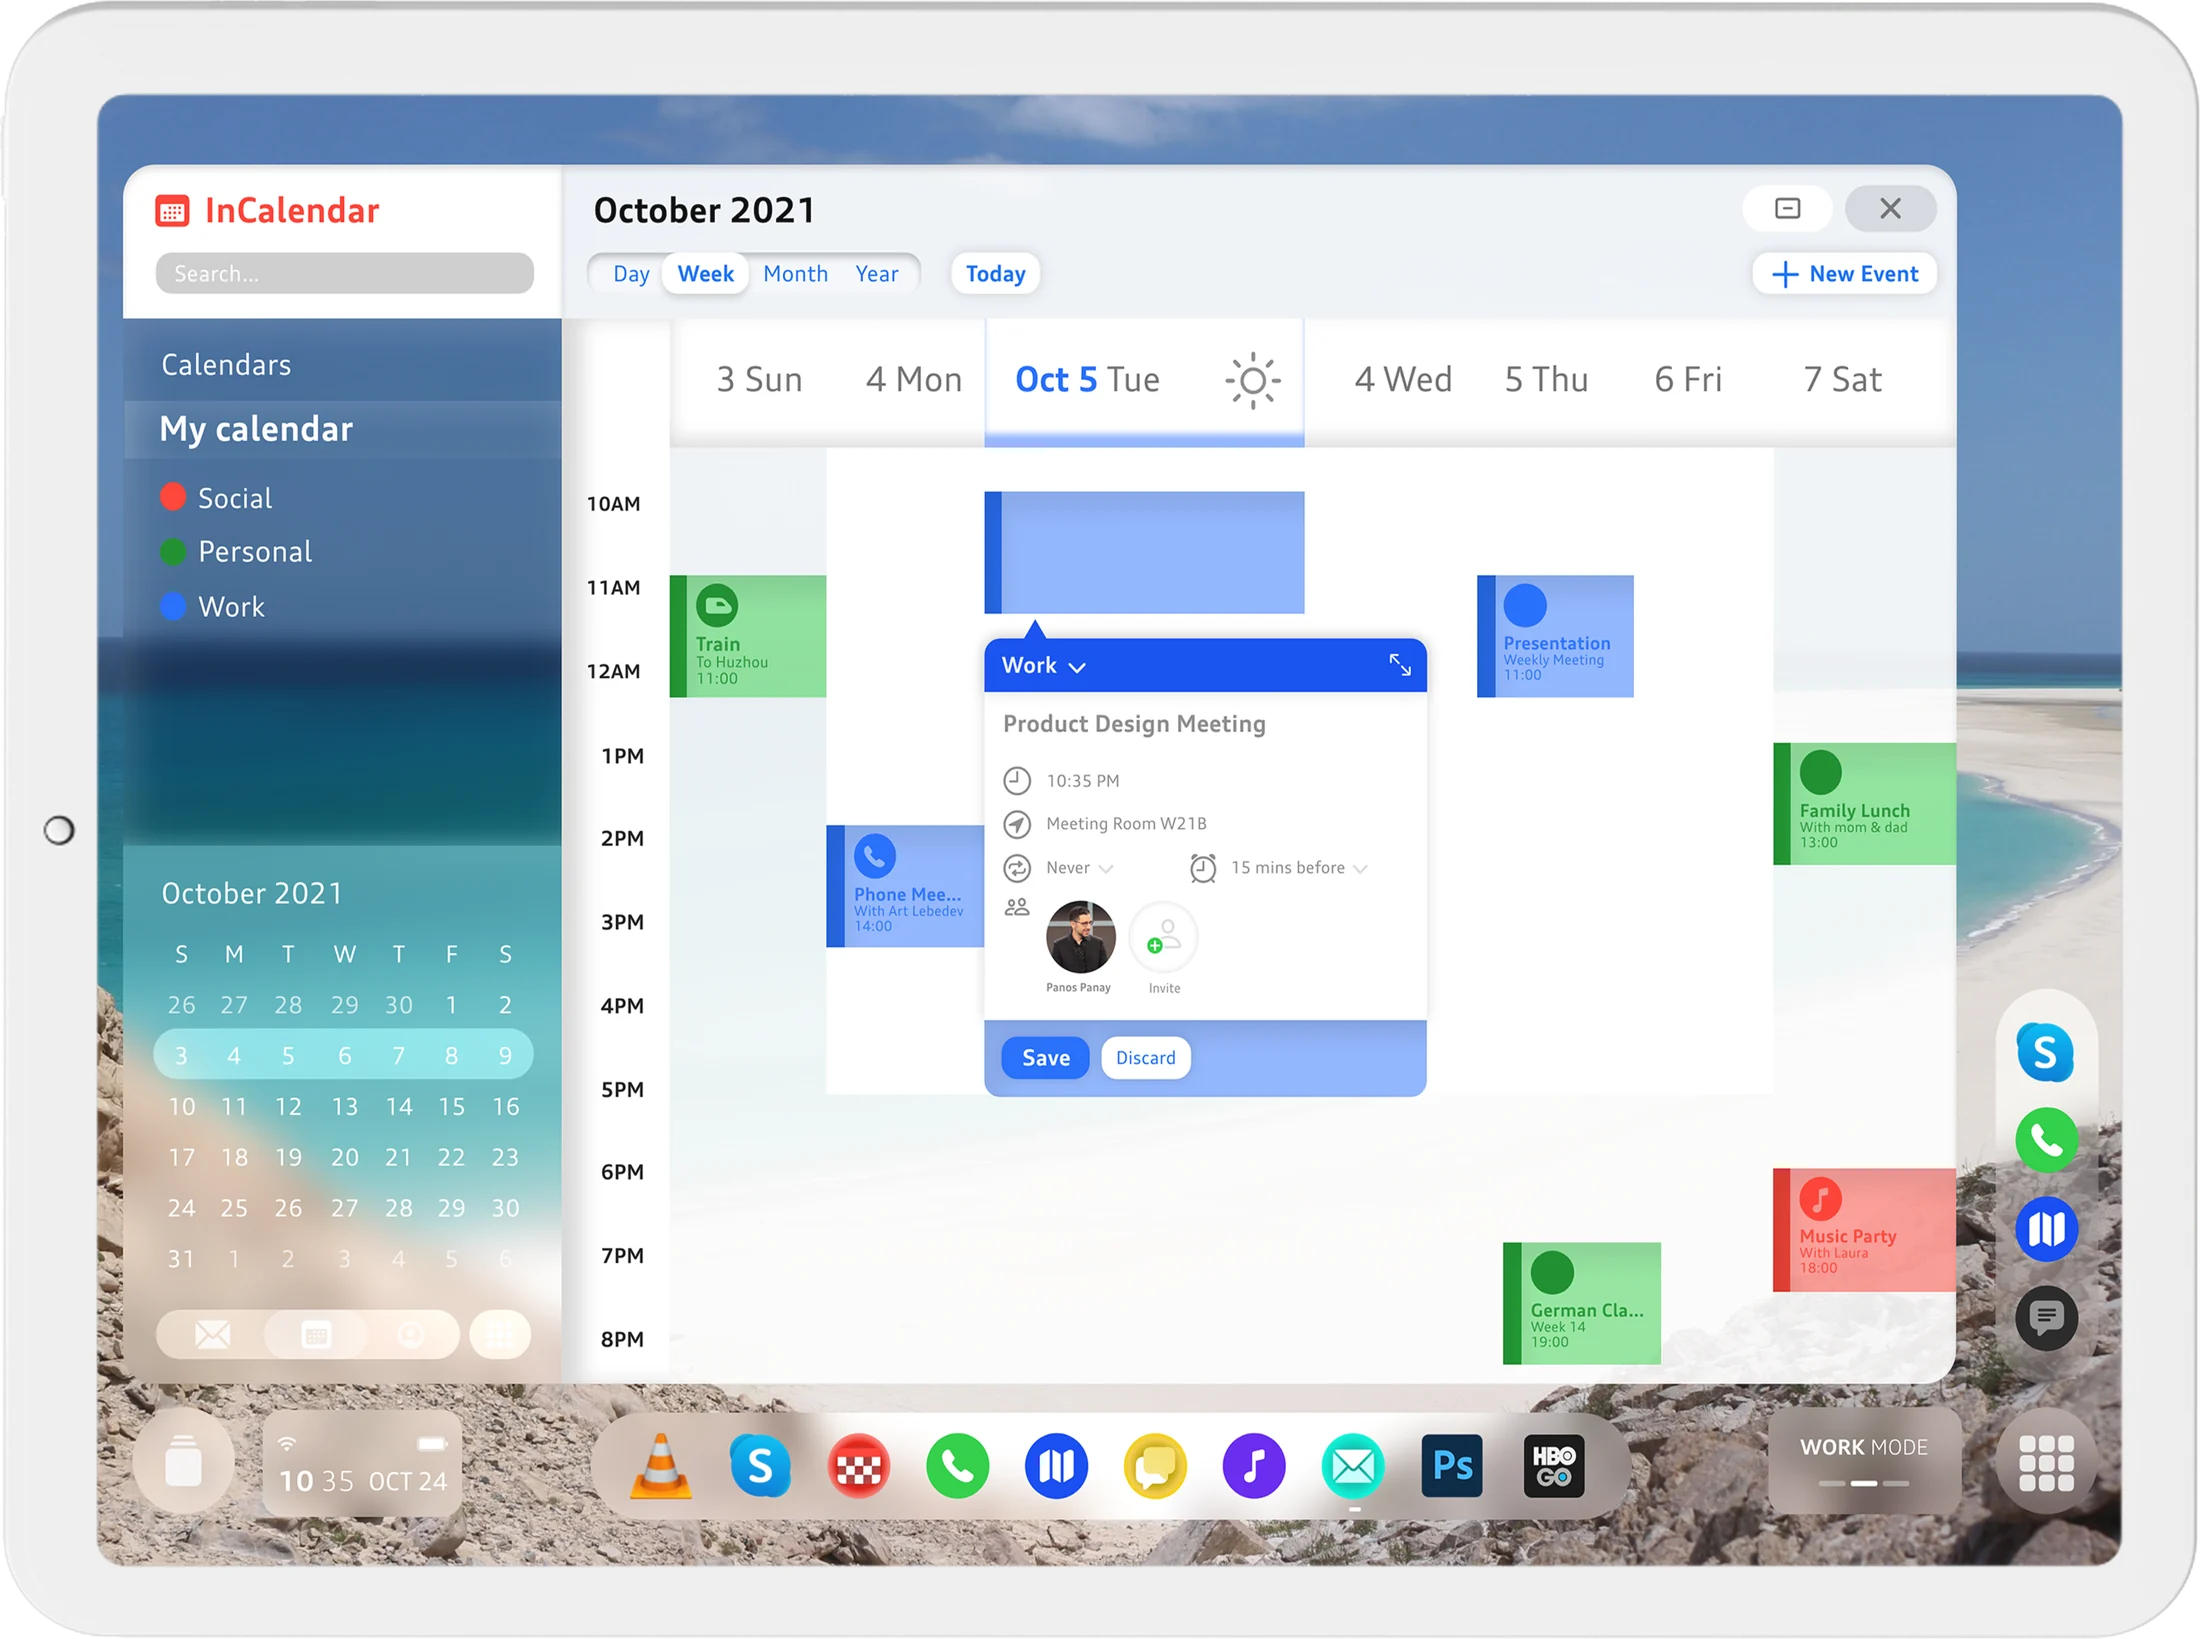 InCalendar
Search...
Calendars
My calendar
Social
Personal
Work
October 2021
S M T W T F S
26 27 28 29 30 1 2
3 4 5 6 7 8 9
10 11 12 13 14 15 16
17 18 19 20 21 22 23
24 25 26 27 28 29 30
31 1 2 3 4 5 6
October 2021
Day Week Month Year Today
New Event
3 Sun 4 Mon Oct 5 Tue 4 Wed 5 Thu 6 Fri 7 Sat
10AM
11AM
12AM
1PM
2PM
3PM
4PM
5PM
6PM
7PM
8PM
Train
To Huzhou
11:00
Phone Mee...
With Art Lebedev
14:00
Work
Product Design Meeting
10:35 PM
Meeting Room W21B
Never 15 mins before
Panos Panay Invite
Save Discard
Presentation
Weekly Meeting
11:00
Family Lunch
With mom & dad
13:00
Music Party
With Laura
18:00
German Cla...
Week 14
19:00
S
10 35 OCT 24
S
Ps
HBO
GO
WORK MODE